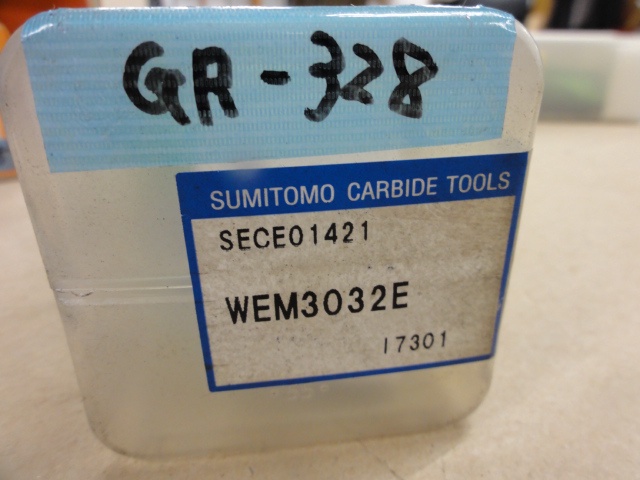 GR-328
SUMITOMO CARBIDE TOOLS
SECE01421
WEM3032E
17301